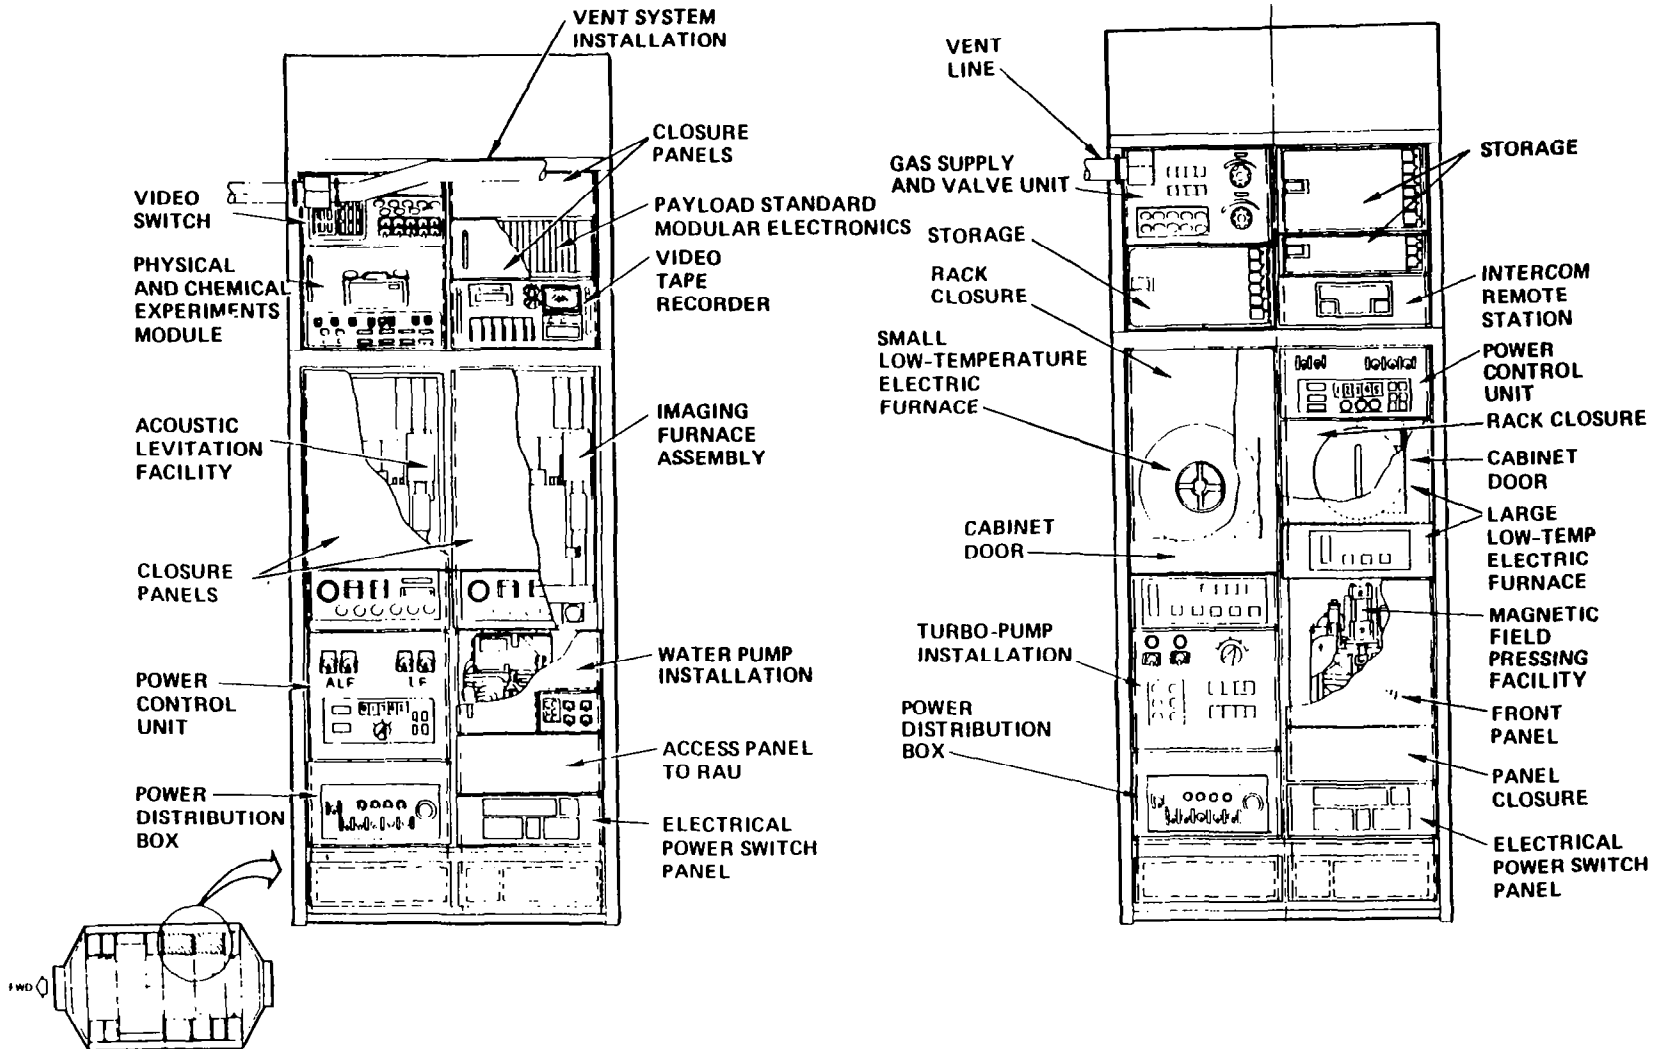 VENT SYSTEM
INSTALLATION
CLOSURE
PANELS
VIDEO
SWITCH
PAYLOAD STANDARD
MODULAR ELECTRONICS
PHYSICAL
AND CHEMICAL
EXPERIMENTS
MODULE
VIDEO
TAPE
RECORDER
ACOUSTIC
LEVITATION
FACILITY
IMAGING
FURNACE
ASSEMBLY
CLOSURE
PANELS
ALF
POWER
CONTROL
UNIT
WATER PUMP
INSTALLATION
ACCESS PANEL
TO RAU
POWER
DISTRIBUTION
BOX
ELECTRICAL
POWER SWITCH
PANEL
FWD
VENT
LINE
GAS SUPPLY
AND VALVE UNIT
STORAGE
STORAGE
RACK
CLOSURE
INTERCOM
REMOTE
STATION
SMALL
LOW-TEMPERATURE
ELECTRIC
FURNACE
POWER
CONTROL
UNIT
RACK CLOSURE
CABINET
DOOR
CABINET
DOOR
LARGE
LOW-TEMP
ELECTRIC
FURNACE
TURBO-PUMP
INSTALLATION
MAGNETIC
FIELD
PRESSING
FACILITY
POWER
DISTRIBUTION
BOX
FRONT
PANEL
PANEL
CLOSURE
ELECTRICAL
POWER SWITCH
PANEL